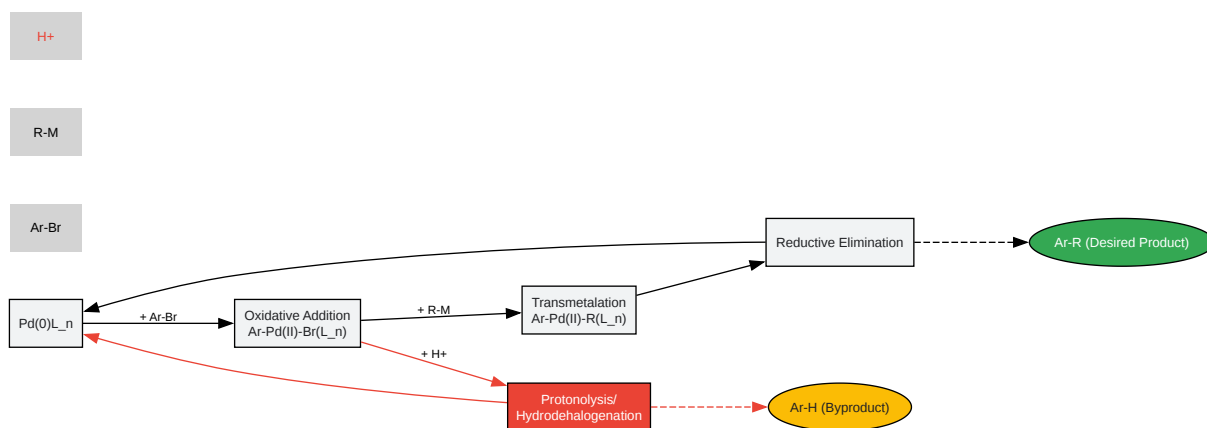 H+
R-M
Ar-Br
Reductive Elimination
Ar-R (Desired Product)
Pd(0)L_n
+ Ar-Br
Oxidative Addition
Ar-Pd(II)-Br(L_n)
+ R-M
Transmetalation
Ar-Pd(II)-R(L_n)
+ H+
Protonolysis/
Hydrodehalogenation
Ar-H (Byproduct)